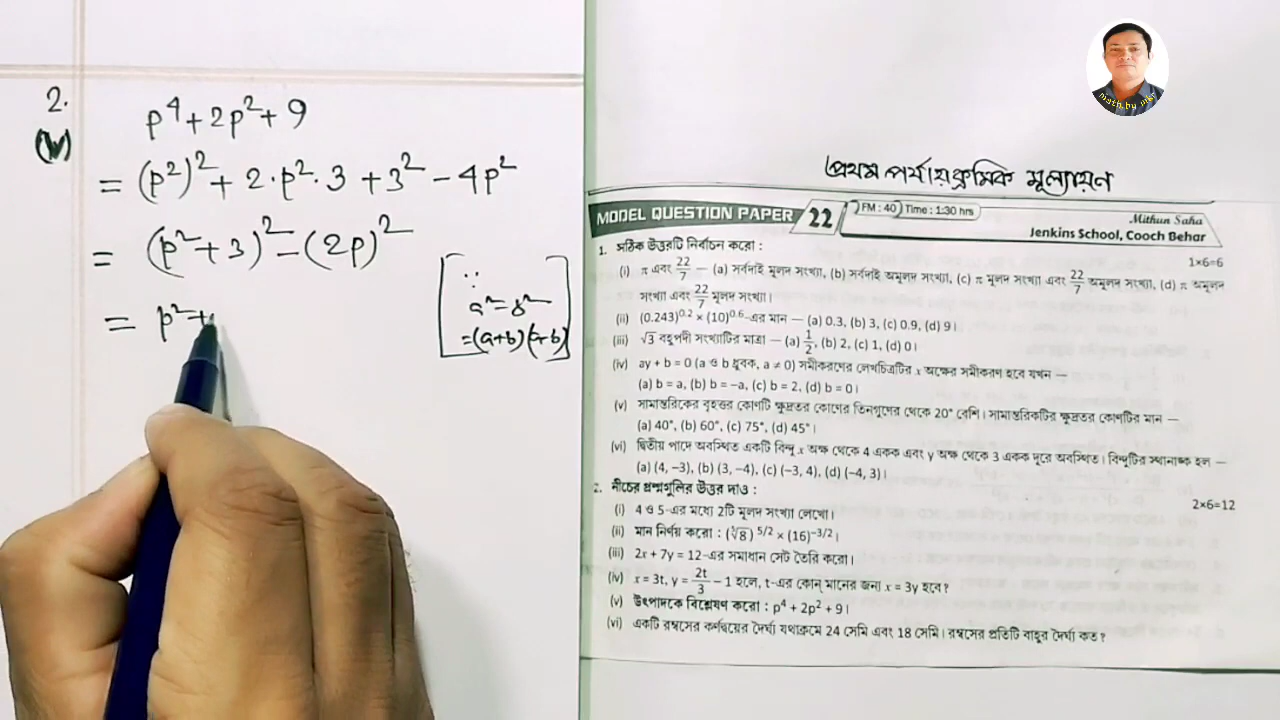 2.
(v)
p⁴ + 2p² + 9
= (p²)² + 2·p²·3 + 3² − 4p²
= (p² + 3)² − (2p)²
= p² +
∵
a² − b²
= (a+b)(a−b)
math by misr
প্রথম পর্যায়ক্রমিক মূল্যায়ন
MODEL QUESTION PAPER 22 FM : 40 Time : 1:30 hrs
Mithun Saha
Jenkins School, Cooch Behar
1. সঠিক উত্তরটি নির্বাচন করো : 1×6=6
(i) π এবং 22/7 — (a) সর্বদাই মূলদ সংখ্যা, (b) সর্বদাই অমূলদ সংখ্যা, (c) π মূলদ সংখ্যা এবং 22/7 অমূলদ সংখ্যা, (d) π অমূলদ
সংখ্যা এবং 22/7 মূলদ সংখ্যা।
(ii) (0.243)^0.2 × (10)^0.6-এর মান — (a) 0.3, (b) 3, (c) 0.9, (d) 9।
(iii) √3 বহুপদী সংখ্যাটির মাত্রা — (a) 1/2, (b) 2, (c) 1, (d) 0।
(iv) ay + b = 0 (a ও b ধ্রুবক, a ≠ 0) সমীকরণের লেখচিত্রটির x অক্ষের সমীকরণ হবে যখন —
(a) b = a, (b) b = −a, (c) b = 2, (d) b = 0।
(v) সামান্তরিকের বৃহত্তর কোণটি ক্ষুদ্রতর কোণের তিনগুণের থেকে 20° বেশি। সামান্তরিকটির ক্ষুদ্রতর কোণটির মান —
(a) 40°, (b) 60°, (c) 75°, (d) 45°।
(vi) দ্বিতীয় পাদে অবস্থিত একটি বিন্দু x অক্ষ থেকে 4 একক এবং y অক্ষ থেকে 3 একক দূরে অবস্থিত। বিন্দুটির স্থানাঙ্ক হল —
(a) (4, −3), (b) (3, −4), (c) (−3, 4), (d) (−4, 3)।
2. নীচের প্রশ্নগুলির উত্তর দাও : 2×6=12
(i) 4 ও 5-এর মধ্যে 2টি মূলদ সংখ্যা লেখো।
(ii) মান নির্ণয় করো : (∛8)^5/2 × (16)^−3/2।
(iii) 2x + 7y = 12-এর সমাধান সেট তৈরি করো।
(iv) x = 3t, y = 2t/3 − 1 হলে, t-এর কোন্ মানের জন্য x = 3y হবে?
(v) উৎপাদকে বিশ্লেষণ করো : p⁴ + 2p² + 9।
(vi) একটি রম্বসের কর্ণদ্বয়ের দৈর্ঘ্য যথাক্রমে 24 সেমি এবং 18 সেমি। রম্বসের প্রতিটি বাহুর দৈর্ঘ্য কত?